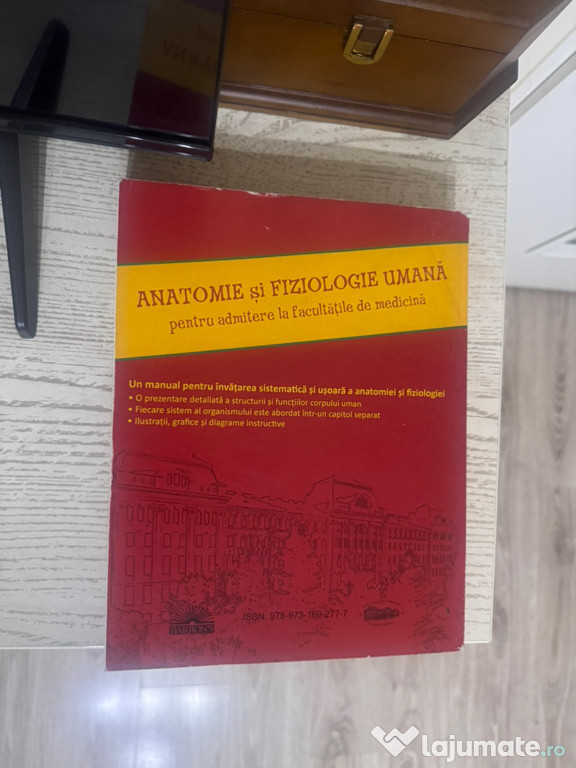 ANATOMIE și FIZIOLOGIE UMANĂ
pentru admitere la facultățile de medicină
Un manual pentru învățarea sistematică și ușoară a anatomiei și fiziologiei
• O prezentare detaliată a structurii și funcțiilor corpului uman
• Fiecare sistem al organismului este abordat într-un capitol separat
• Ilustrații, grafice și diagrame instructive
ISBN 978-973-169-277-7
BARRON'S
lajumate.ro